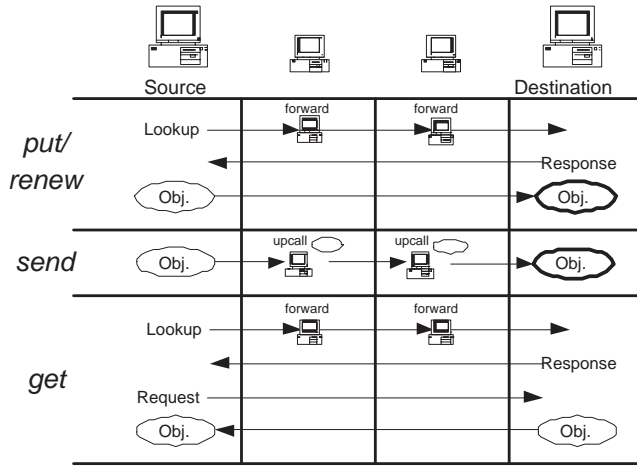 Source
Destination
put/
renew
forward
forward
Lookup
Response
Obj.
Obj.
send
upcall
upcall
Obj.
Obj.
get
forward
forward
Lookup
Response
Request
Obj.
Obj.